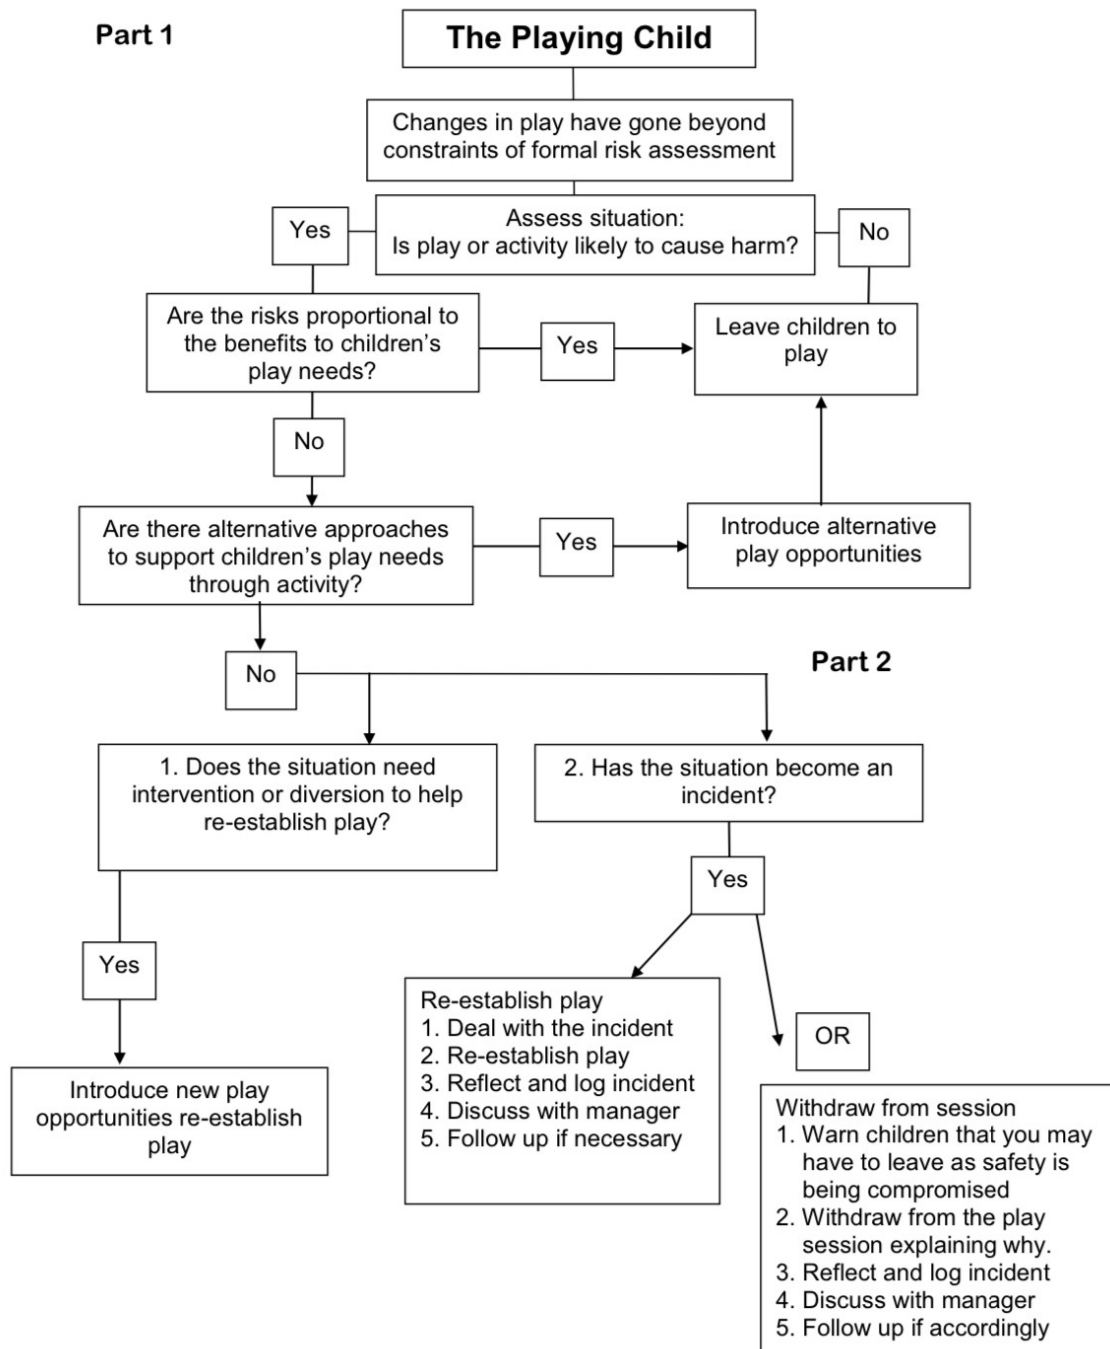 Part 1
The Playing Child
Changes in play have gone beyond
constraints of formal risk assessment
Assess situation:
Is play or activity likely to cause harm?
Yes
No
Are the risks proportional to
the benefits to children's
play needs?
Yes
Leave children to
play
No
Are there alternative approaches
to support children's play needs
through activity?
Yes
Introduce alternative
play opportunities
No
Part 2
1. Does the situation need
intervention or diversion to help
re-establish play?
2. Has the situation become an
incident?
Yes
Yes
Introduce new play
opportunities re-establish
play
Re-establish play
1. Deal with the incident
2. Re-establish play
3. Reflect and log incident
4. Discuss with manager
5. Follow up if necessary
OR
Withdraw from session
1. Warn children that you may
have to leave as safety is
being compromised
2. Withdraw from the play
session explaining why.
3. Reflect and log incident
4. Discuss with manager
5. Follow up if accordingly